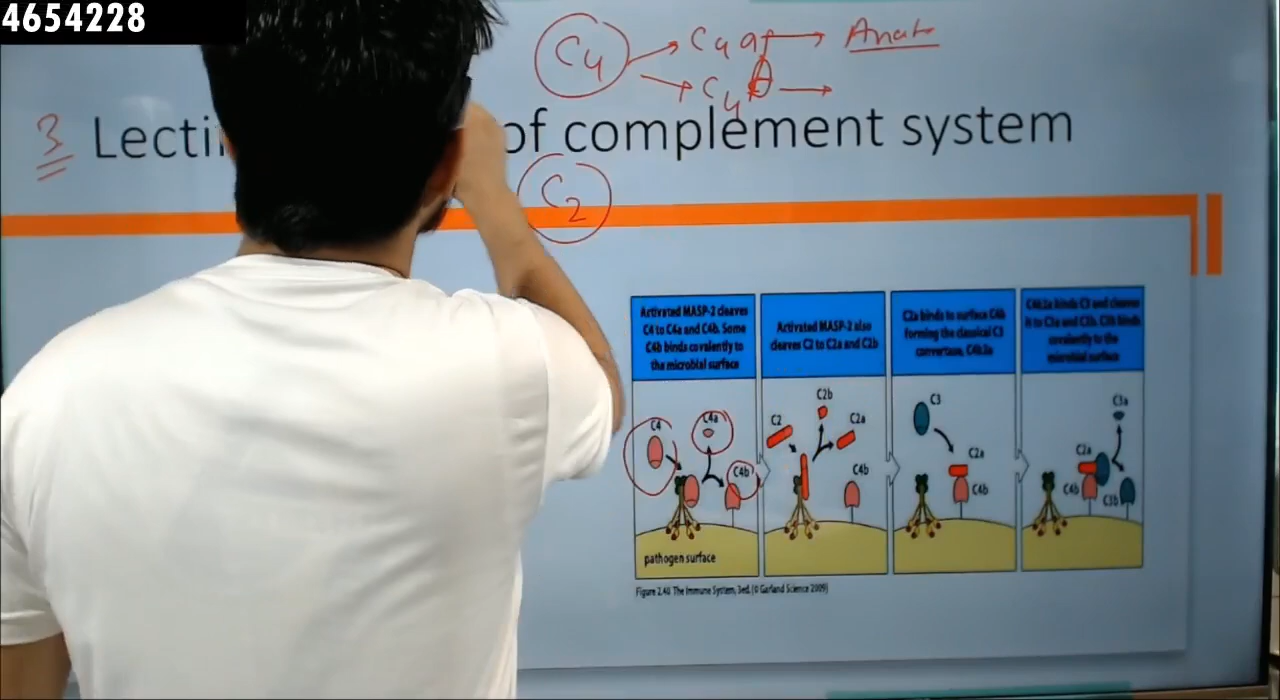 4654228
C4 → C4a → Anat
→ C4b →
3 Lecti of complement system
C2
Activated MASP-2 cleaves
C4 to C4a and C4b. Some
C4b binds covalently to
the microbial surface
Activated MASP-2 also
cleaves C2 to C2a and C2b
C2a binds to surface C4b
forming the classical C3
convertase, C4b2a
C4b2a binds C3 and cleaves
it to C3a and C3b. C3b binds
covalently to the
microbial surface
C4
C4a
C4b
pathogen surface
C2
C2b
C2a
C4b
C3
C2a
C4b
C3a
C2a
C4b
C3b
Figure 2.40 The Immune System, 3ed. (© Garland Science 2009)